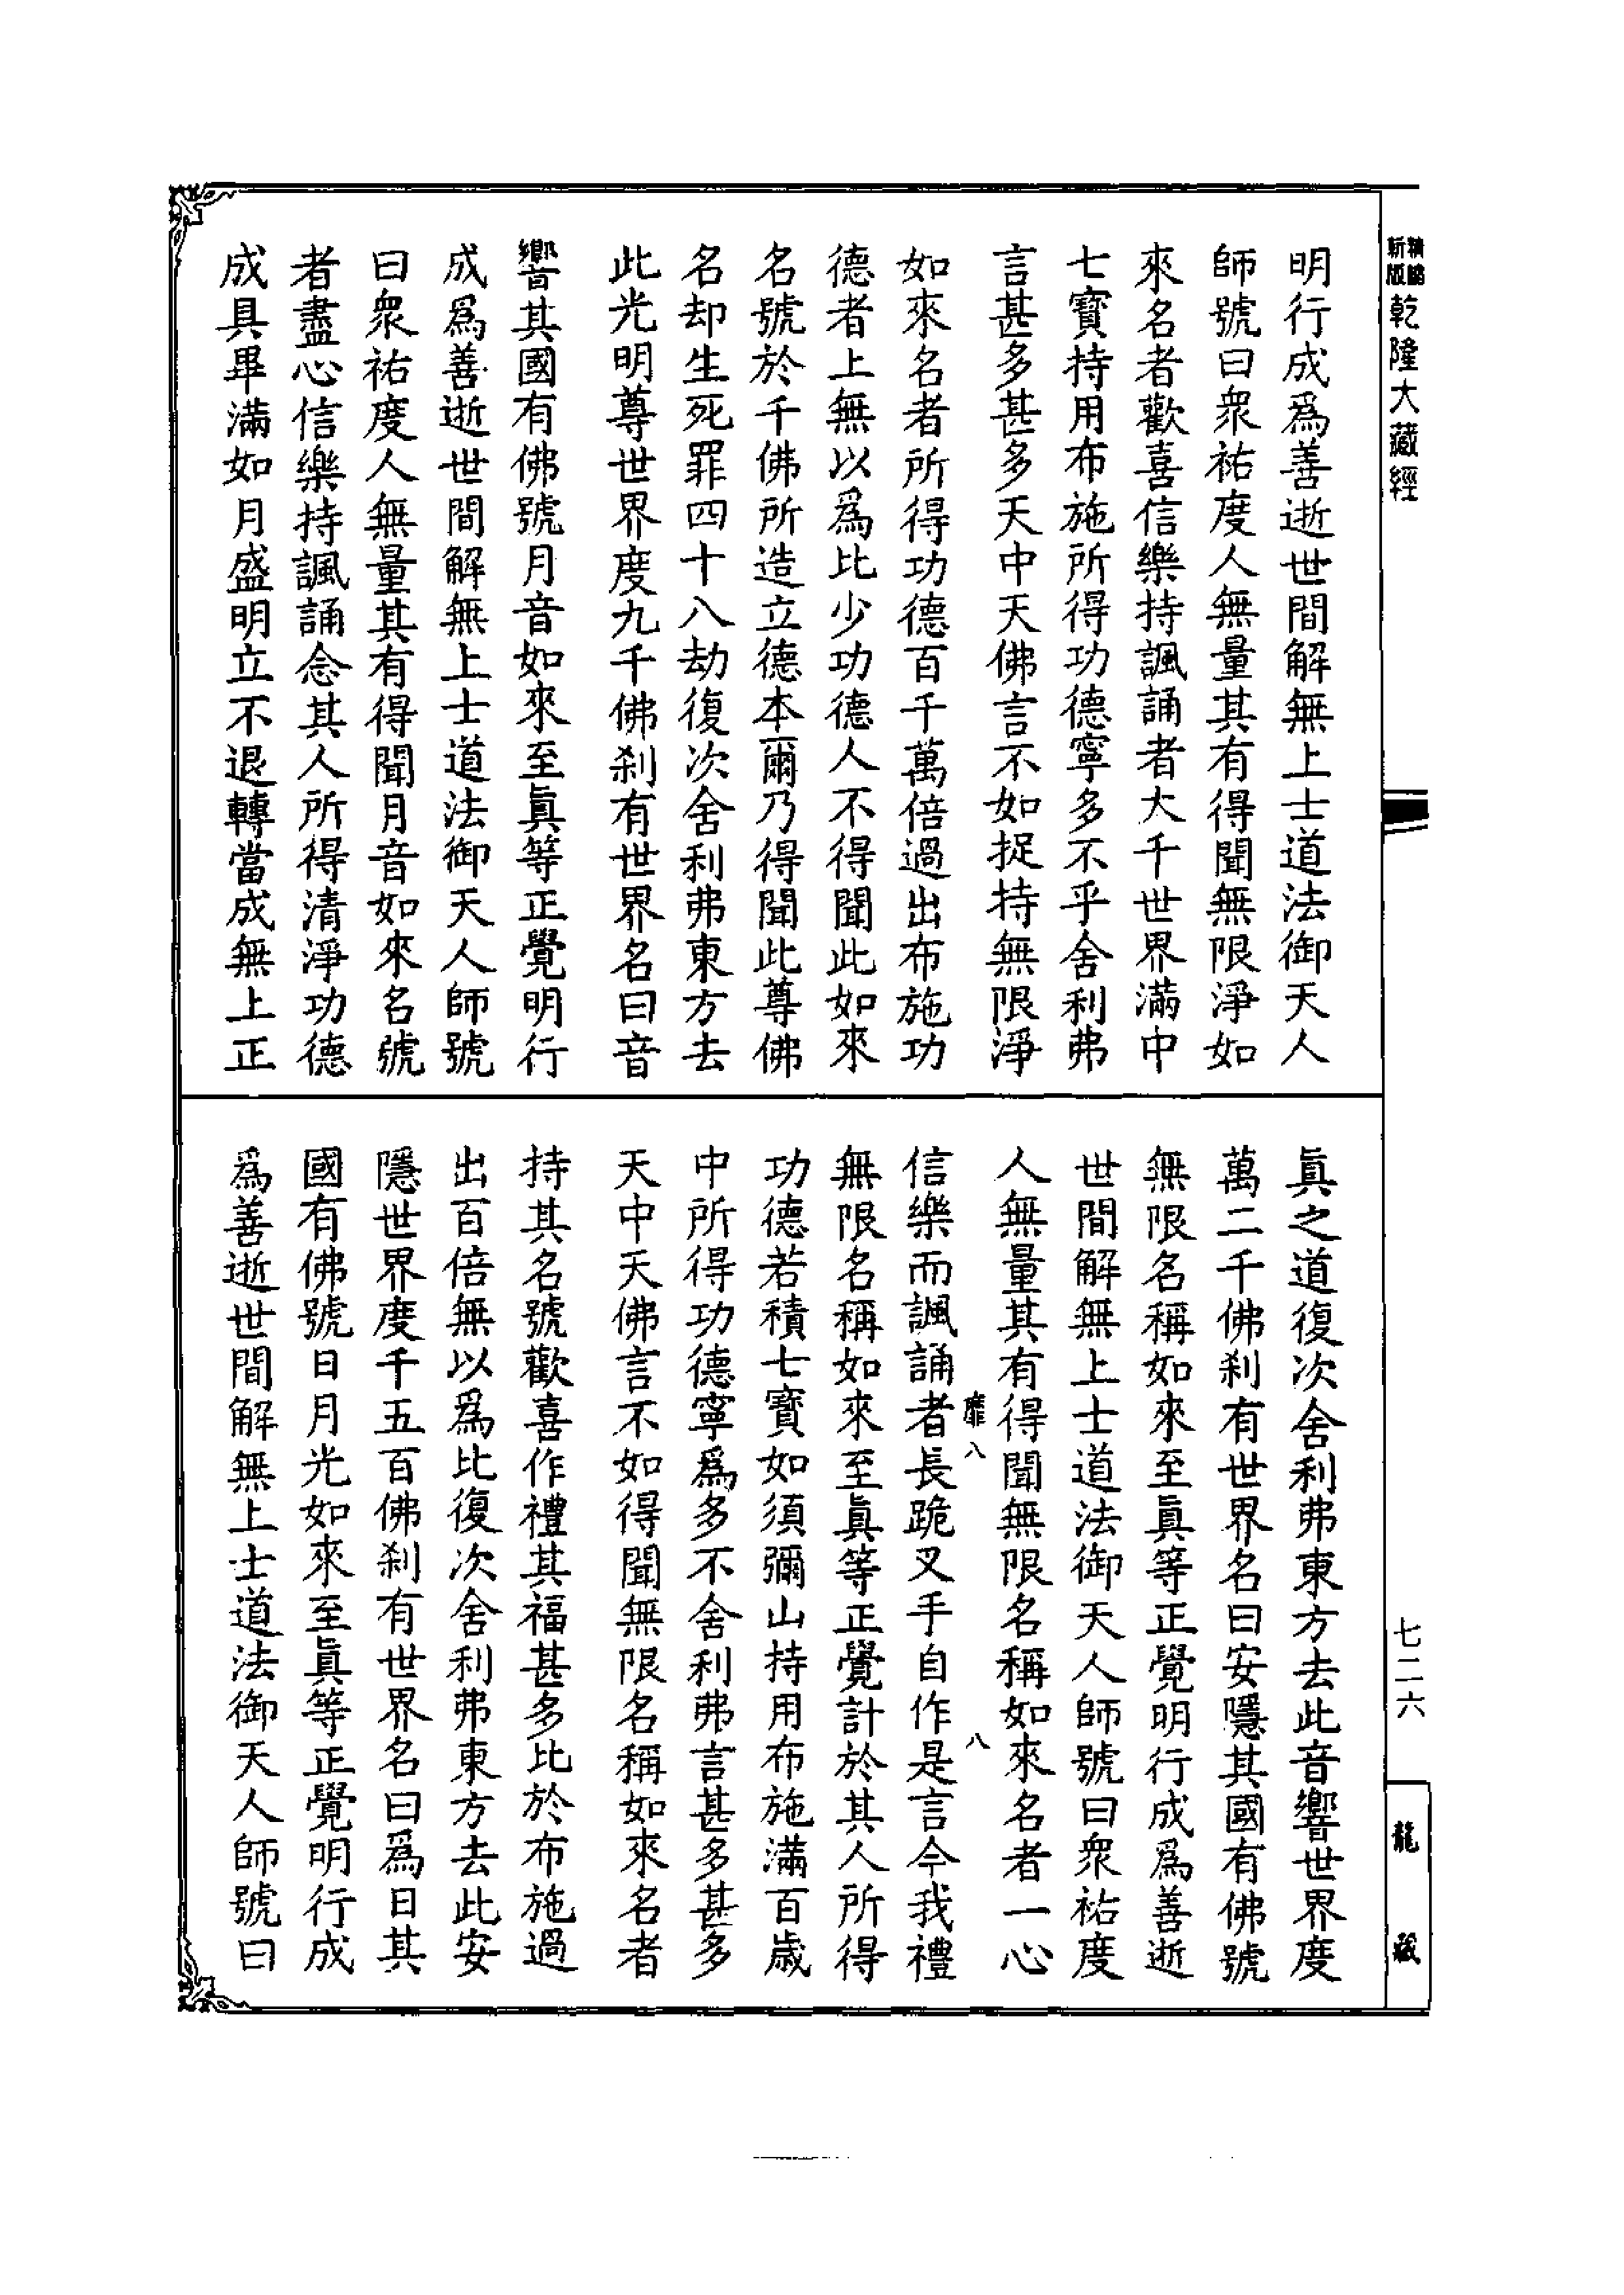 新版
乾隆大藏經
明行成爲善逝世間解無上士道法御天人
師號曰衆祐度人無量其有得聞無限淨如
來名者歡喜信樂持諷誦者大千世界滿中
七寶持用布施所得功德寧多不乎舍利弗
言甚多甚多天中天佛言不如捉持無限淨
如來名者所得功德百千萬倍過出布施功
德者上無以爲比少功德人不得聞此如來
名號於千佛所造立德本爾乃得聞此尊佛
名却生死罪四十八劫復次舍利弗東方去
此光明尊世界度九千佛刹有世界名曰音
響其國有佛號月音如來至眞等正覺明行
成爲善逝世間解無上士道法御天人師號
曰衆祐度人無量其有得聞月音如來名號
者盡心信樂持諷誦念其人所得清淨功德
成具畢滿如月盛明立不退轉當成無上正
眞之道復次舍利弗東方去此音響世界度
萬二千佛刹有世界名曰安隱其國有佛號
無限名稱如來至眞等正覺明行成爲善逝
世間解無上士道法御天人師號曰衆祐度
人無量其有得聞無限名稱如來名者一心
靡八 八
信樂而諷誦者長跪叉手自作是言今我禮
無限名稱如來至眞等正覺計於其人所得
功德若積七寶如須彌山持用布施滿百歲
中所得功德寧爲多不舍利弗言甚多甚多
天中天佛言不如得聞無限名稱如來名者
持其名號歡喜作禮其福甚多比於布施過
出百倍無以爲比復次舍利弗東方去此安
隱世界度千五百佛刹有世界名曰爲日其
國有佛號日月光如來至眞等正覺明行成
爲善逝世間解無上士道法御天人師號曰
七二六
龍藏